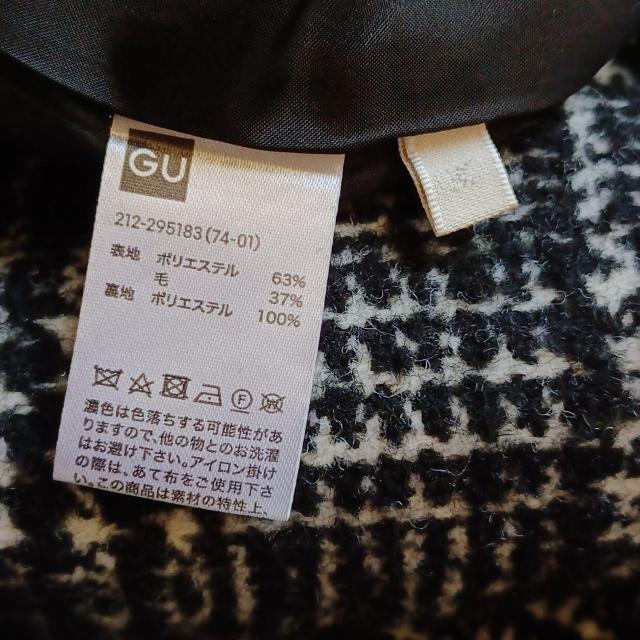 GU
212-295183(74-01)
表地 ポリエステル 63%
毛 37%
裏地 ポリエステル 100%
F
濃色は色落ちする可能性があ
りますので、他の物とのお洗濯
はお避け下さい。アイロン掛け
の際は、あて布をご使用下さ
い。この商品は素材の特性上、